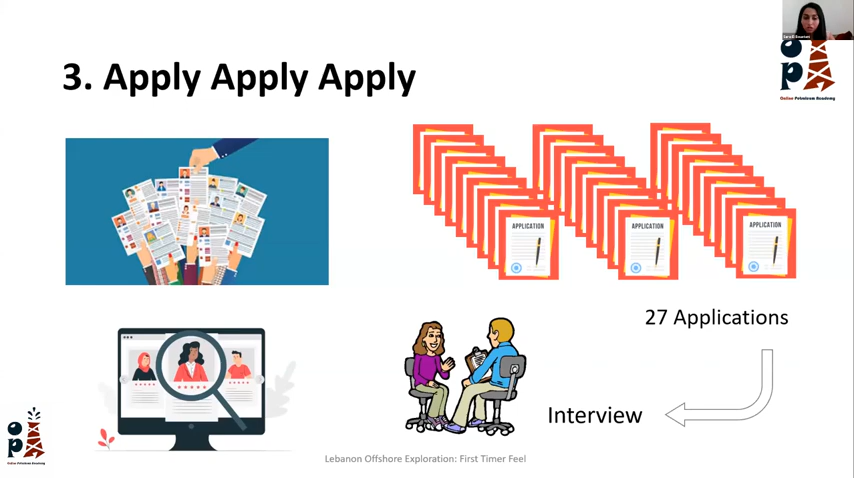 3. Apply Apply Apply
Online Petroleum Academy
APPLICATION
APPLICATION
APPLICATION
27 Applications
Interview
Online Petroleum Academy
Lebanon Offshore Exploration: First Timer Feel